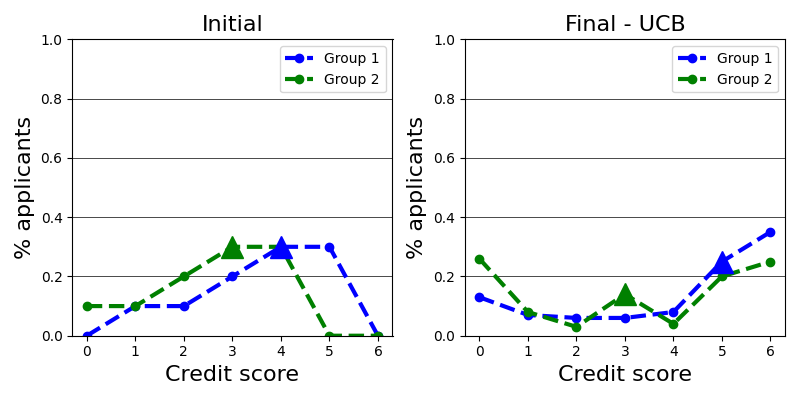 Initial
1.0
0.8
0.6
0.4
0.2
0.0
% applicants
0 1 2 3 4 5 6
Credit score
Group 1
Group 2
Final - UCB
1.0
0.8
0.6
0.4
0.2
0.0
% applicants
0 1 2 3 4 5 6
Credit score
Group 1
Group 2